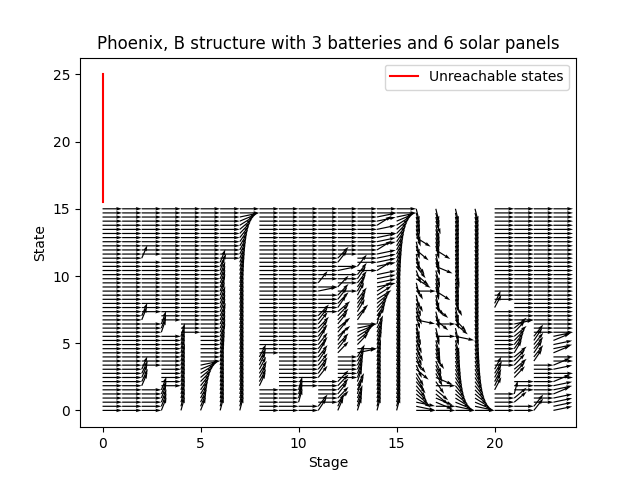 Phoenix, B structure with 3 batteries and 6 solar panels
Unreachable states
25
20
15
10
5
0
State
0 5 10 15 20
Stage